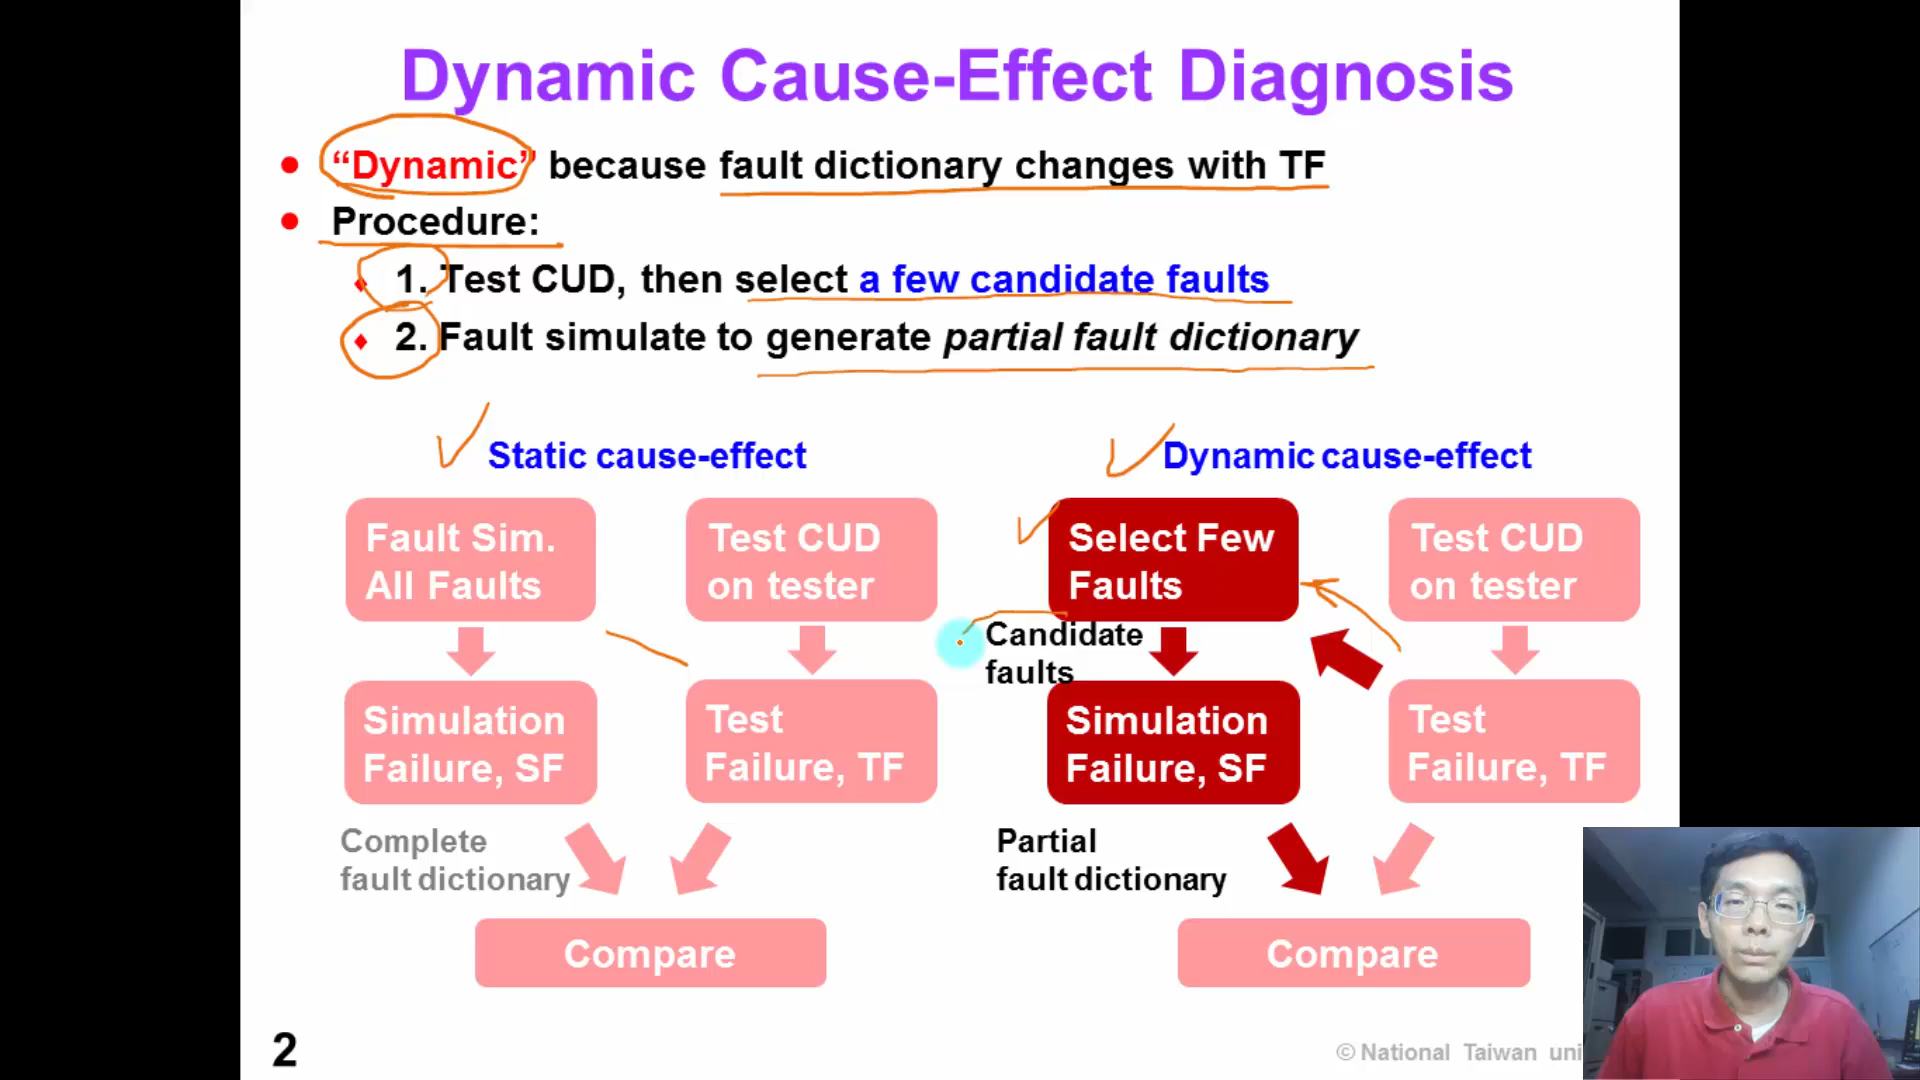 Dynamic Cause-Effect Diagnosis
“Dynamic” because fault dictionary changes with TF
Procedure:
1. Test CUD, then select a few candidate faults
2. Fault simulate to generate partial fault dictionary
Static cause-effect
Fault Sim.
All Faults
Test CUD
on tester
Simulation
Failure, SF
Test
Failure, TF
Complete
fault dictionary
Compare
Dynamic cause-effect
Select Few
Faults
Test CUD
on tester
Candidate
faults
Simulation
Failure, SF
Test
Failure, TF
Partial
fault dictionary
Compare
2
© National Taiwan uni